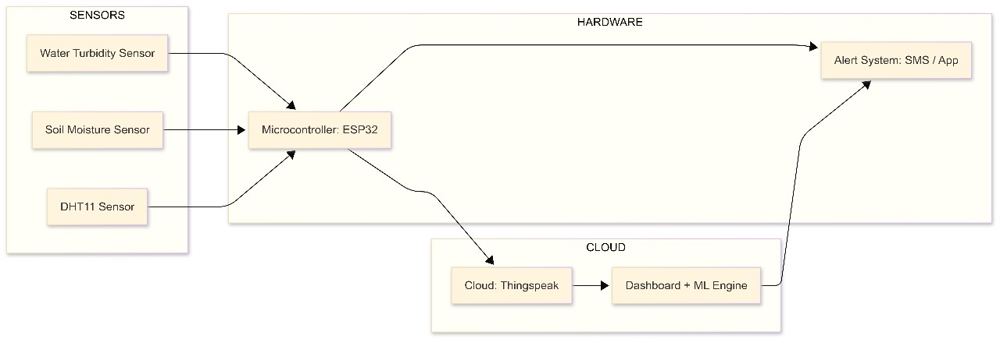 SENSORS
Water Turbidity Sensor
Soil Moisture Sensor
DHT11 Sensor
HARDWARE
Microcontroller: ESP32
Alert System: SMS / App
CLOUD
Cloud: Thingspeak
Dashboard + ML Engine